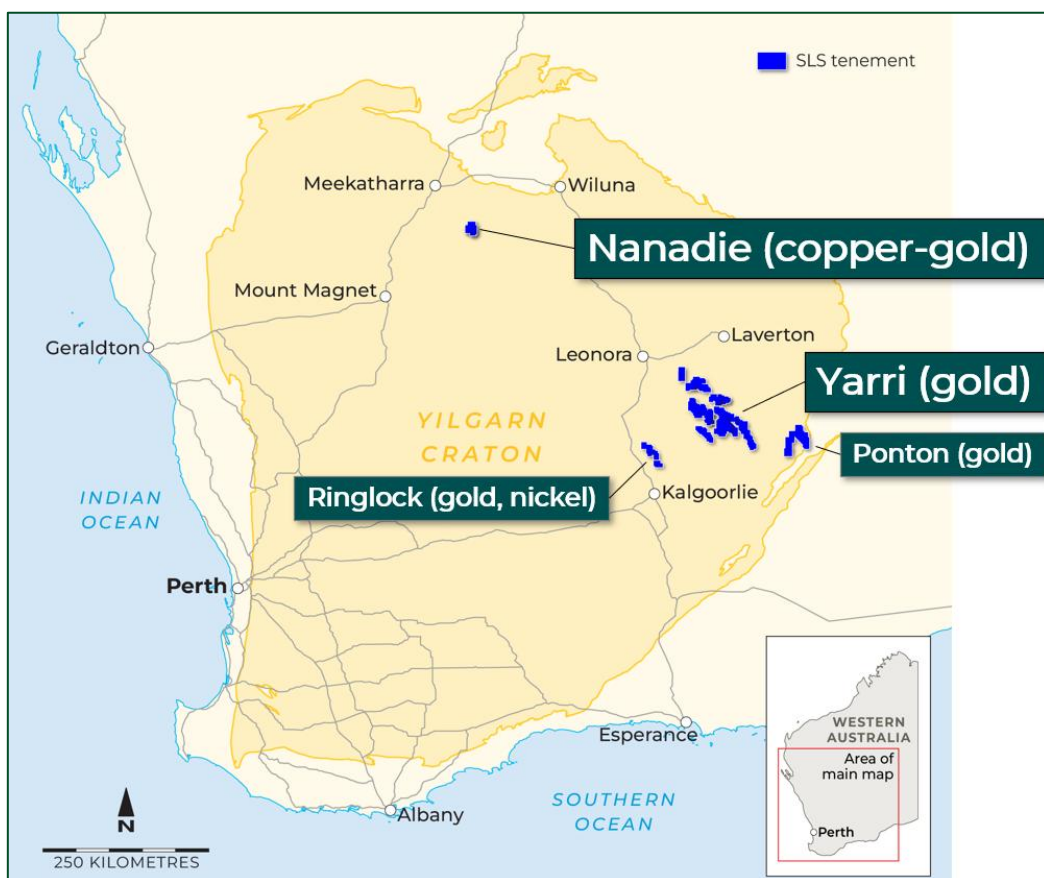 SLS tenement
Meekatharra
Wiluna
Nanadie (copper-gold)
Mount Magnet
Geraldton
Laverton
Leonora
Yarri (gold)
YILGARN
CRATON
Ponton (gold)
Ringlock (gold, nickel)
Kalgoorlie
INDIAN
OCEAN
Perth
Esperance
WESTERN
AUSTRALIA
Area of
main map
Perth
SOUTHERN
OCEAN
Albany
N
250 KILOMETRES